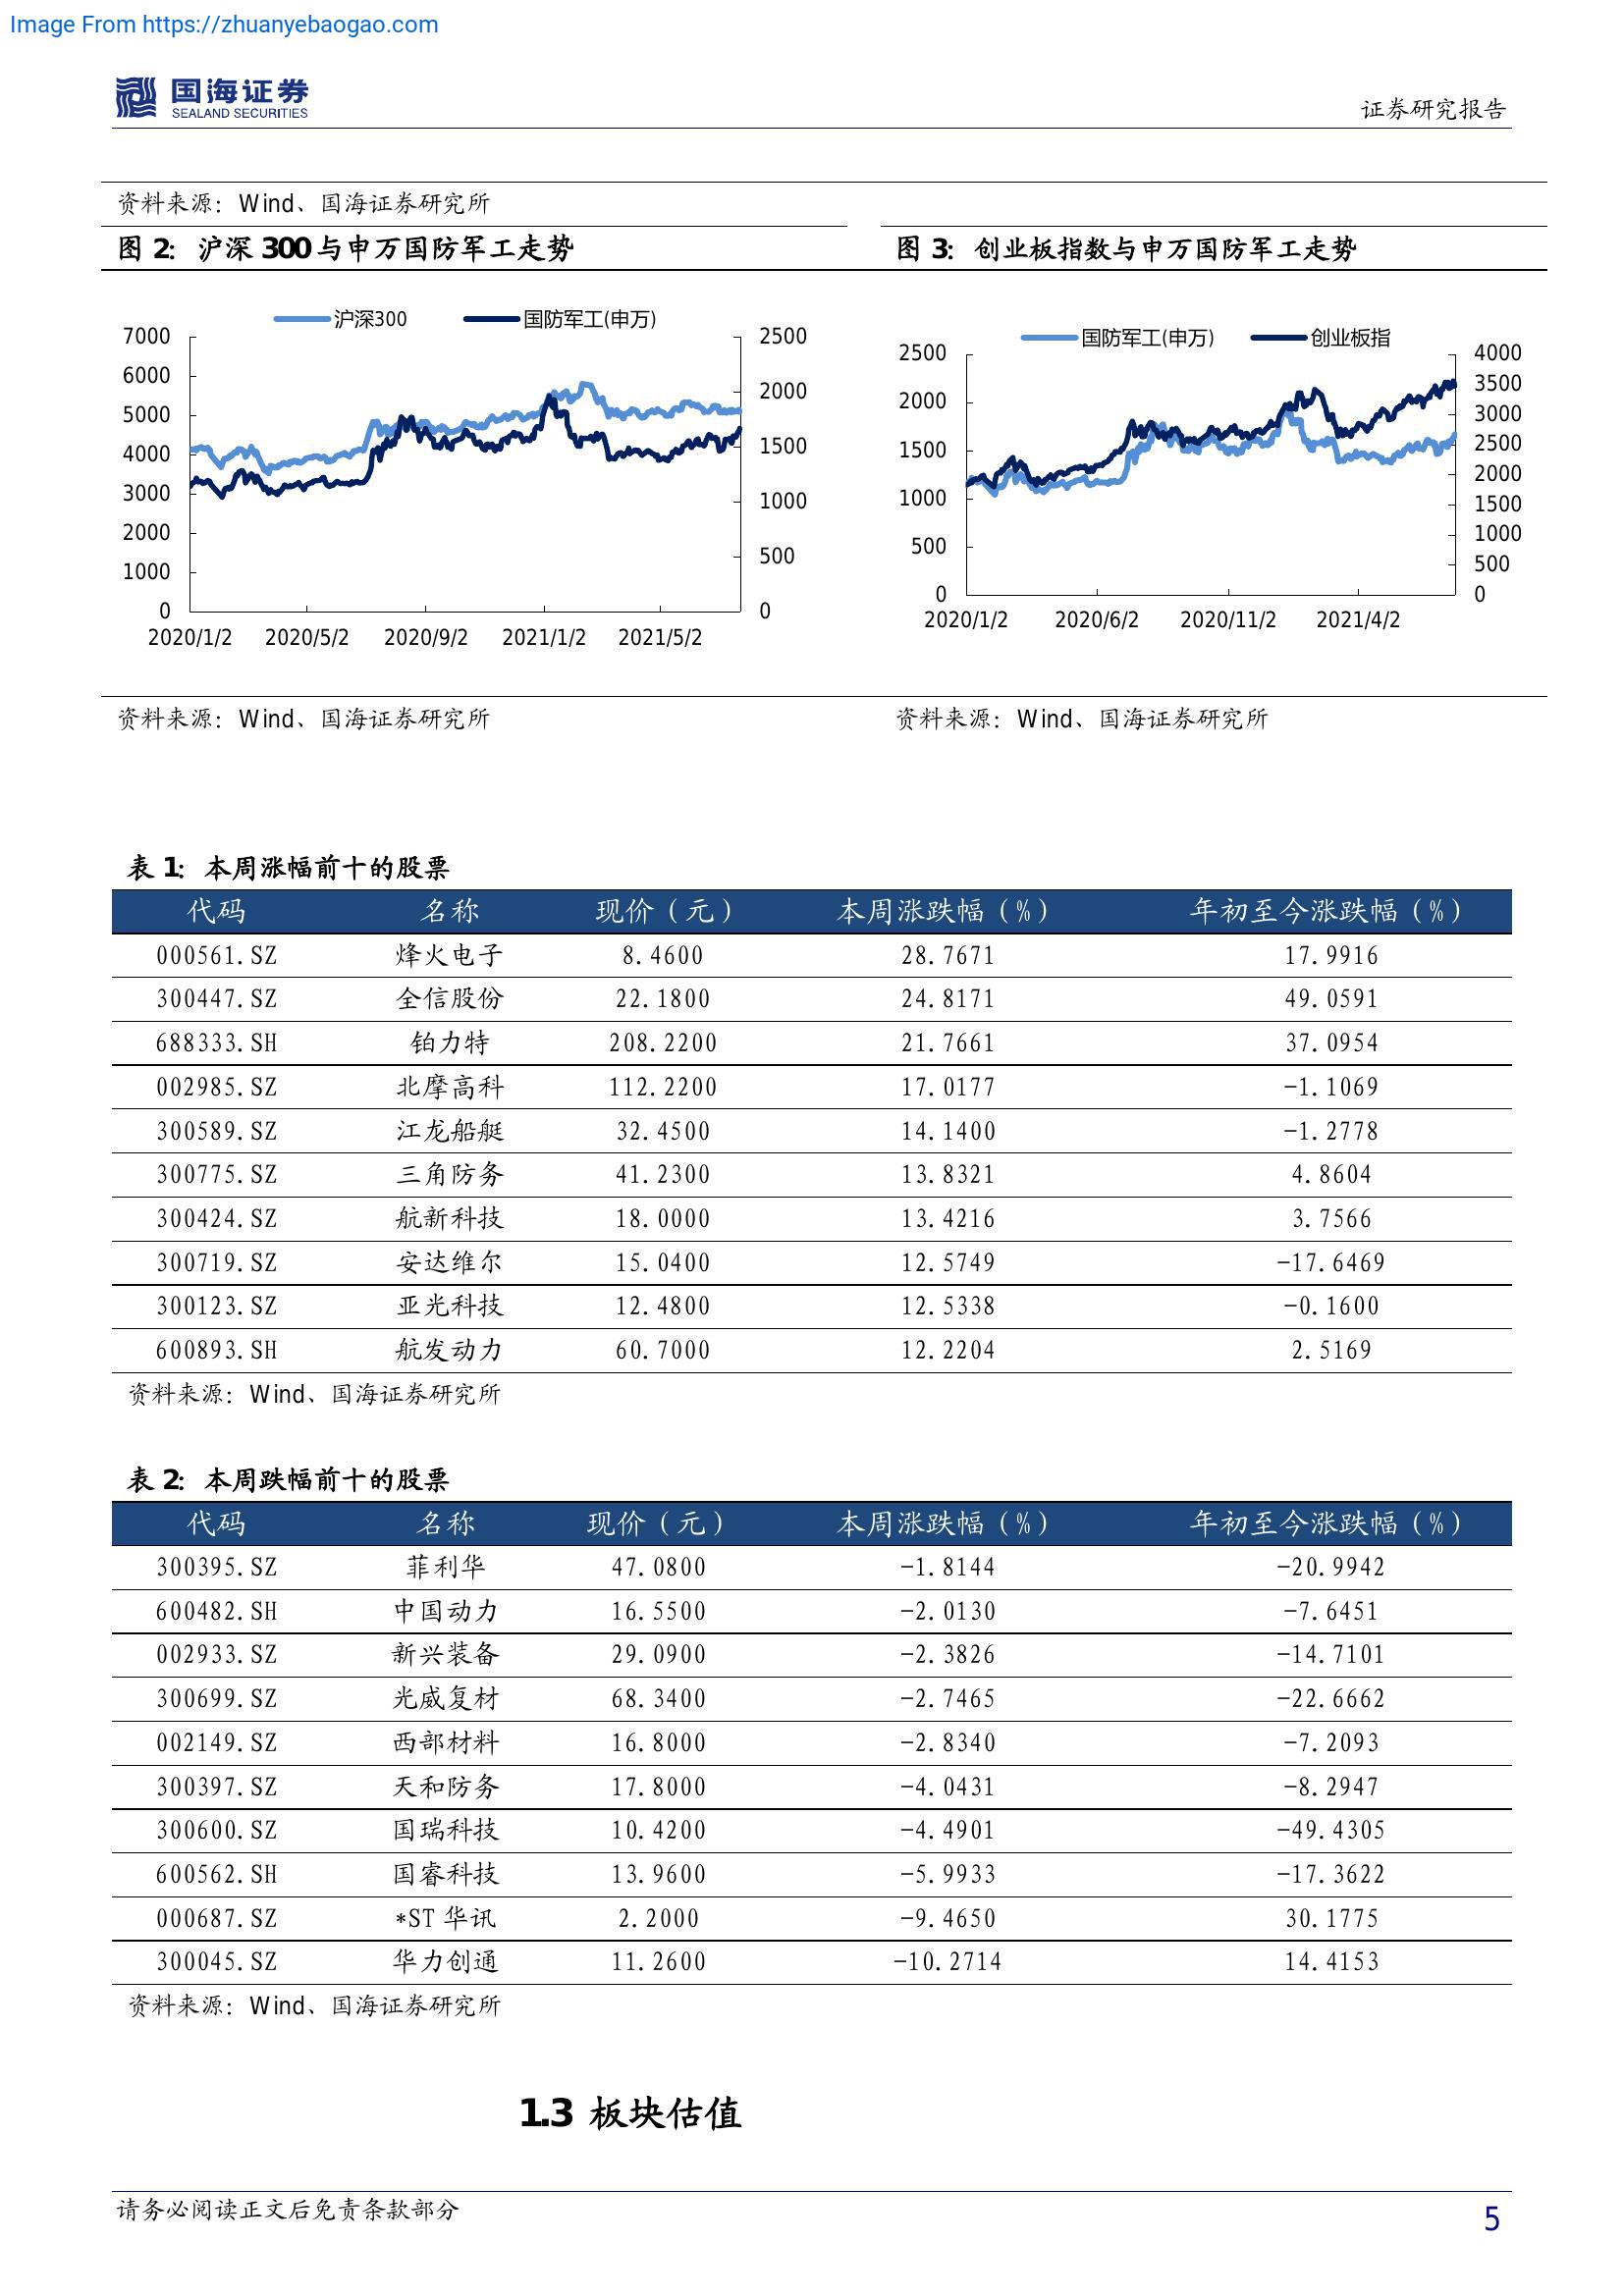 Image From https://zhuanyebaogao.com
国海证券
SEALAND SECURITIES
证券研究报告
资料来源：Wind、国海证券研究所
图 2：沪深 300 与申万国防军工走势
沪深300 国防军工(申万)
7000
6000
5000
4000
3000
2000
1000
0
2500
2000
1500
1000
500
0
2020/1/2 2020/5/2 2020/9/2 2021/1/2 2021/5/2
资料来源：Wind、国海证券研究所
图 3：创业板指数与申万国防军工走势
国防军工(申万) 创业板指
2500
2000
1500
1000
500
0
4000
3500
3000
2500
2000
1500
1000
500
0
2020/1/2 2020/6/2 2020/11/2 2021/4/2
资料来源：Wind、国海证券研究所
表 1：本周涨幅前十的股票
代码 名称 现价（元） 本周涨跌幅（%） 年初至今涨跌幅（%）
000561.SZ 烽火电子 8.4600 28.7671 17.9916
300447.SZ 全信股份 22.1800 24.8171 49.0591
688333.SH 铂力特 208.2200 21.7661 37.0954
002985.SZ 北摩高科 112.2200 17.0177 -1.1069
300589.SZ 江龙船艇 32.4500 14.1400 -1.2778
300775.SZ 三角防务 41.2300 13.8321 4.8604
300424.SZ 航新科技 18.0000 13.4216 3.7566
300719.SZ 安达维尔 15.0400 12.5749 -17.6469
300123.SZ 亚光科技 12.4800 12.5338 -0.1600
600893.SH 航发动力 60.7000 12.2204 2.5169
资料来源：Wind、国海证券研究所
表 2：本周跌幅前十的股票
代码 名称 现价（元） 本周涨跌幅（%） 年初至今涨跌幅（%）
300395.SZ 菲利华 47.0800 -1.8144 -20.9942
600482.SH 中国动力 16.5500 -2.0130 -7.6451
002933.SZ 新兴装备 29.0900 -2.3826 -14.7101
300699.SZ 光威复材 68.3400 -2.7465 -22.6662
002149.SZ 西部材料 16.8000 -2.8340 -7.2093
300397.SZ 天和防务 17.8000 -4.0431 -8.2947
300600.SZ 国瑞科技 10.4200 -4.4901 -49.4305
600562.SH 国睿科技 13.9600 -5.9933 -17.3622
000687.SZ *ST 华讯 2.2000 -9.4650 30.1775
300045.SZ 华力创通 11.2600 -10.2714 14.4153
资料来源：Wind、国海证券研究所
1.3 板块估值
请务必阅读正文后免责条款部分
5